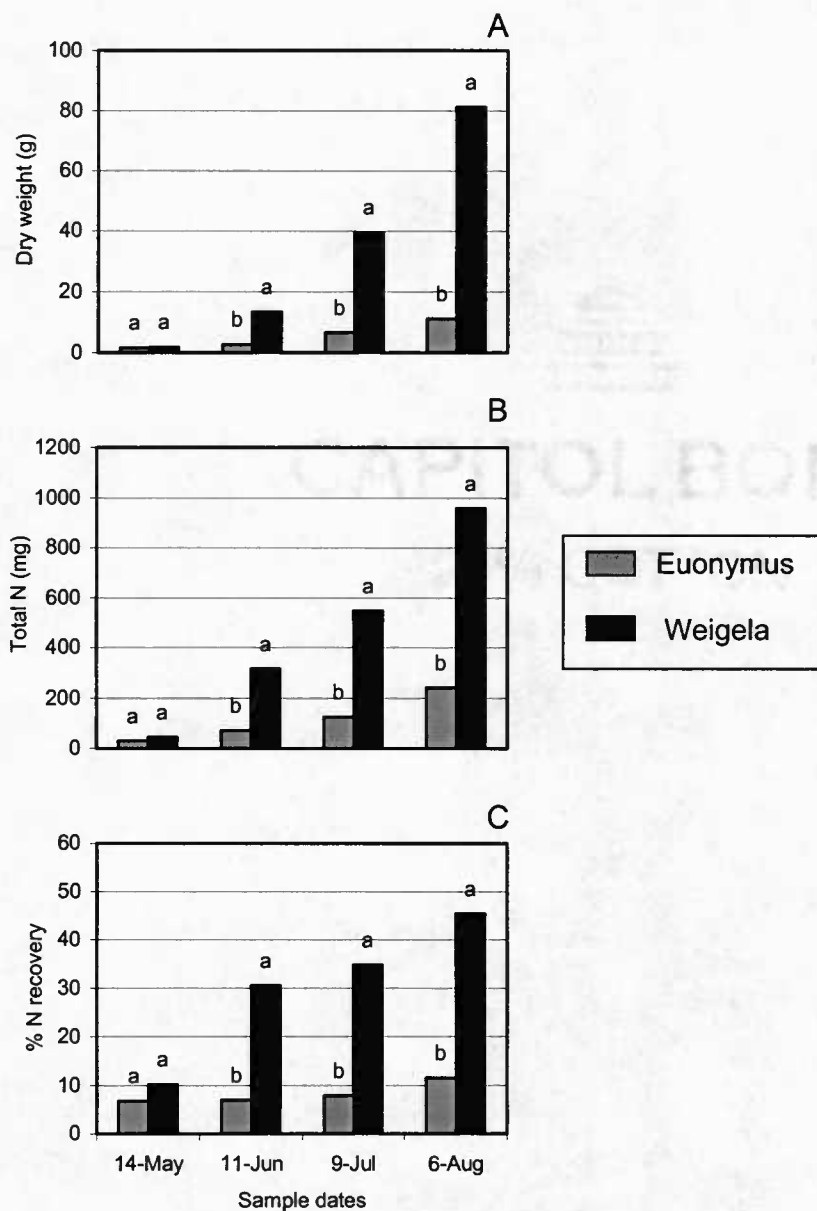 A
Dry weight (g)
100
80
60
40
20
0
a a b a b a b a
B
Total N (mg)
1200
1000
800
600
400
200
0
a a b a b a b a
Euonymus
Weigela
C
% N recovery
60
50
40
30
20
10
0
a a b a b a b a
14-May 11-Jun 9-Jul 6-Aug
Sample dates